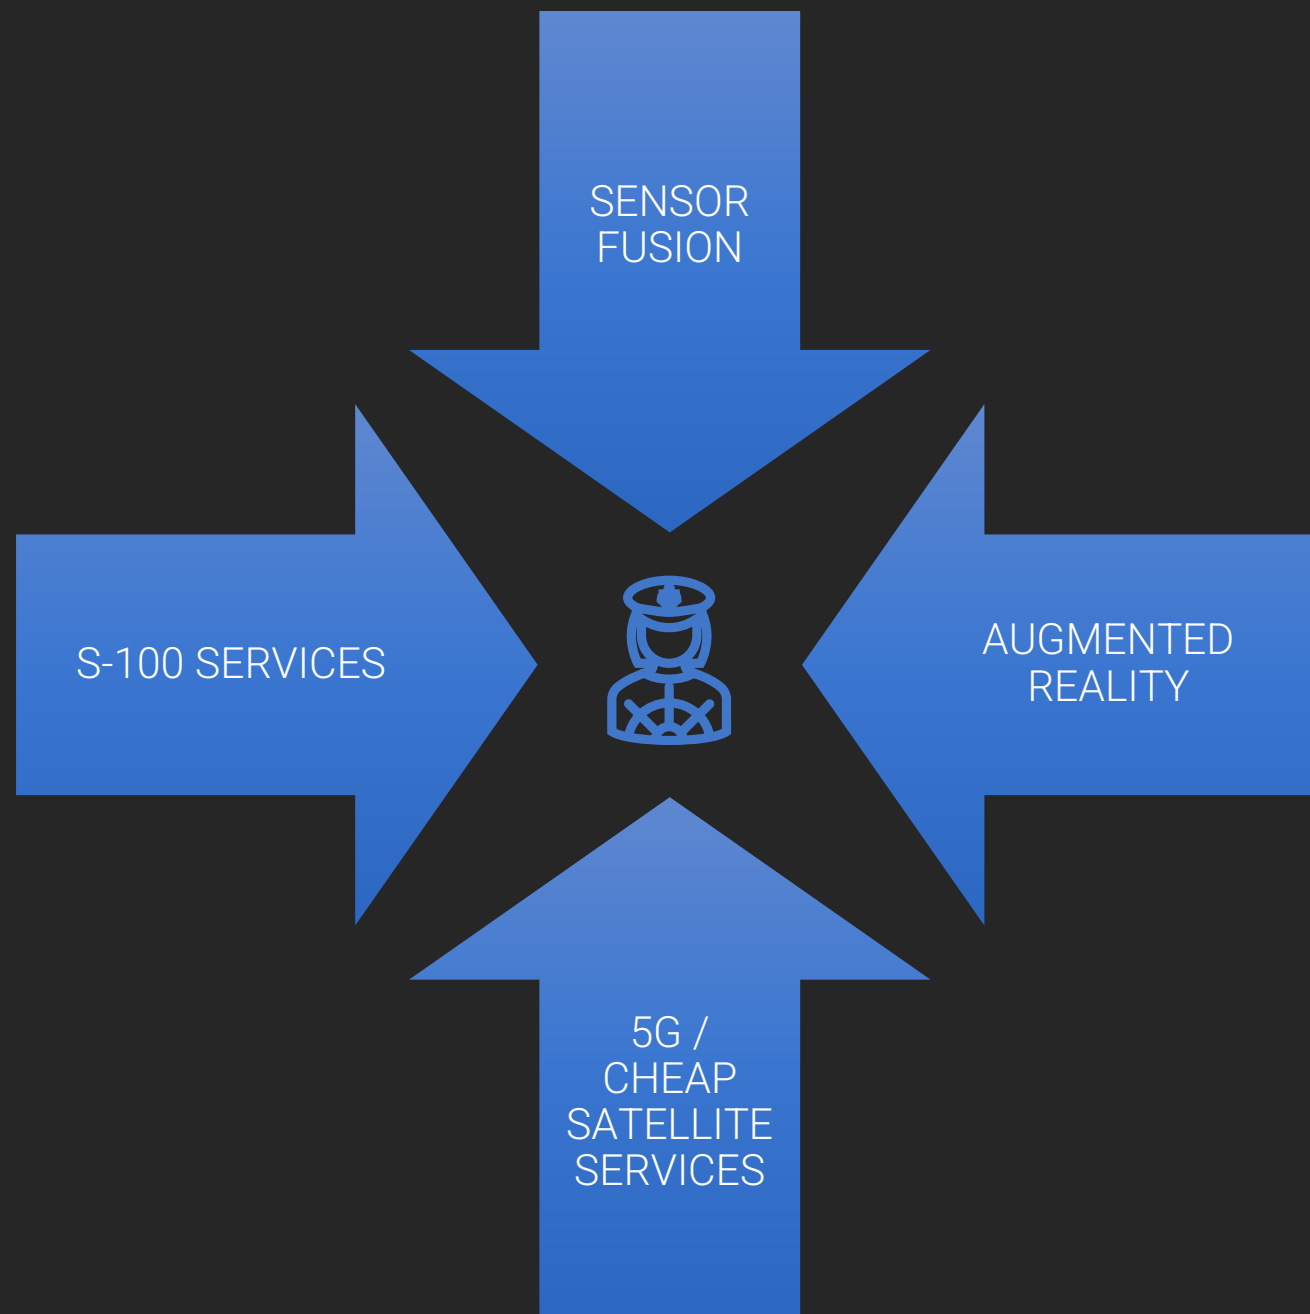 SENSOR
FUSION
S-100 SERVICES
AUGMENTED
REALITY
5G /
CHEAP
SATELLITE
SERVICES